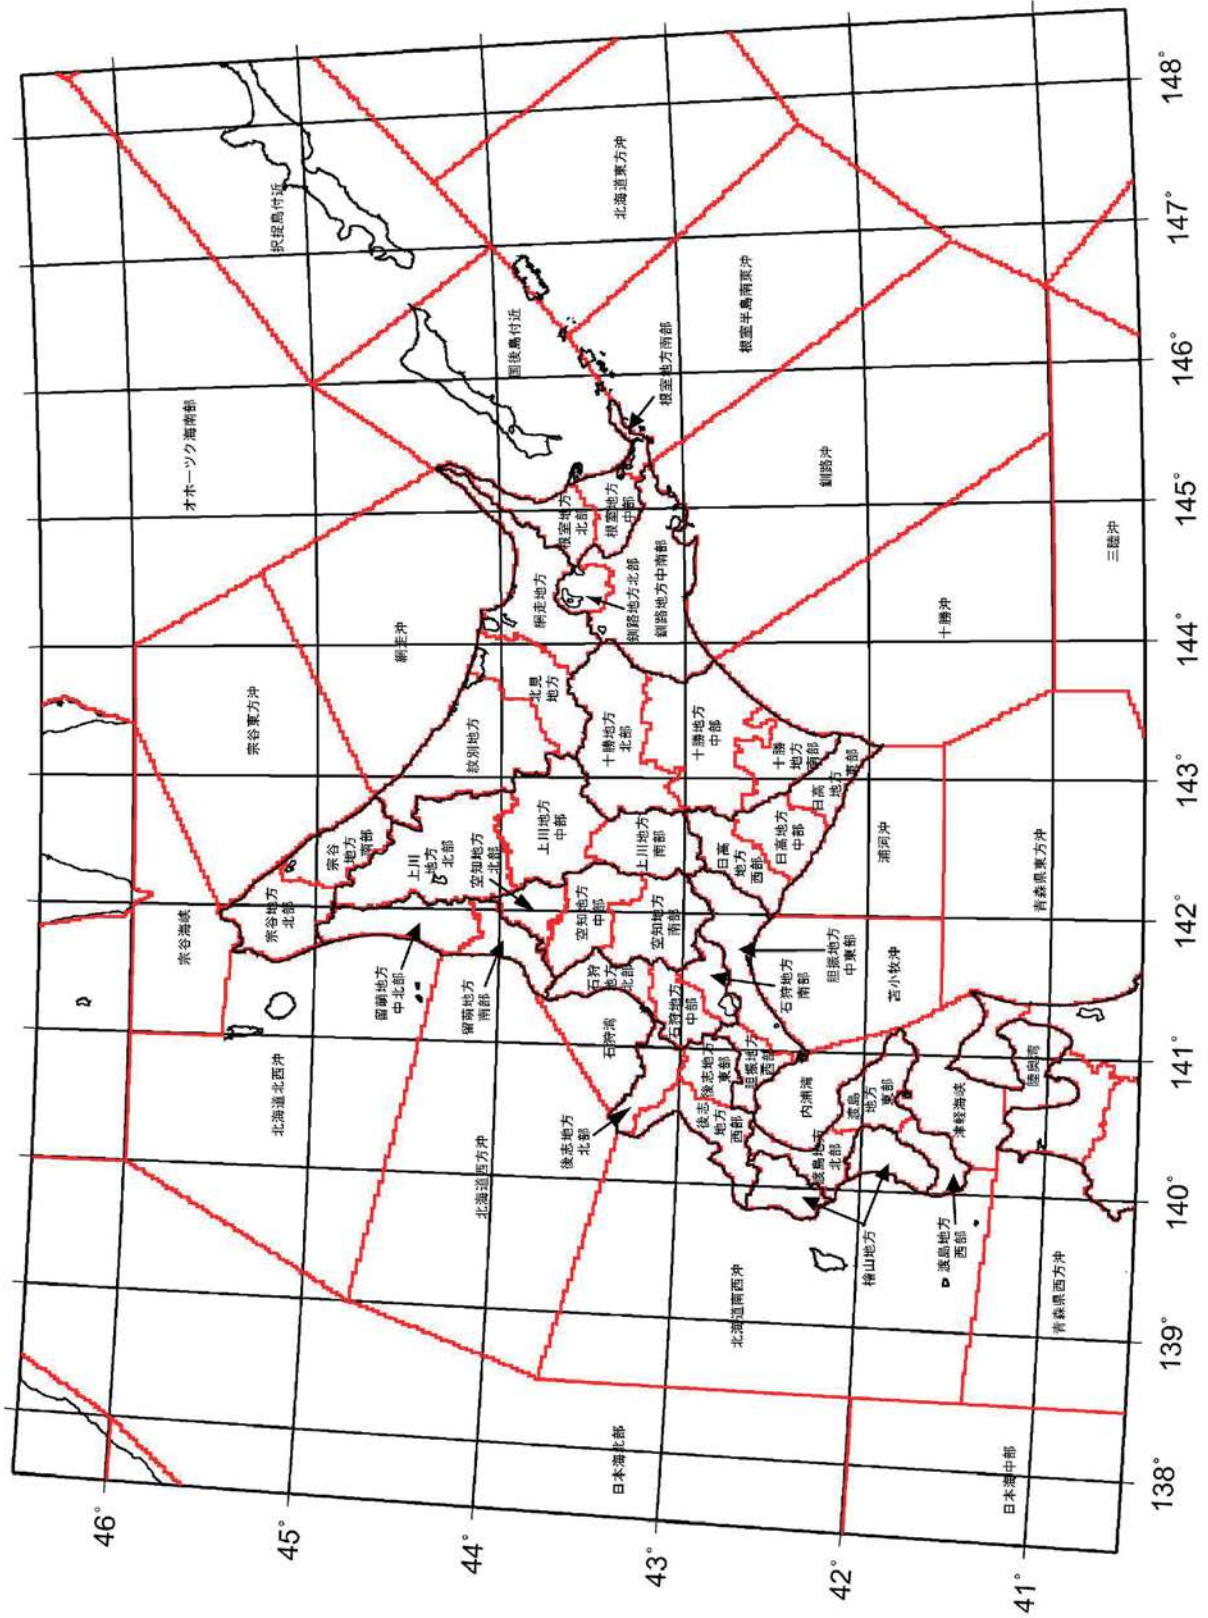 択捉島付近
北海道東方沖
オホーツク海南部
国後島付近
根室半島南東沖
根室地方南部
釧路沖
根室地方
北部
根室地方
中部
三陸沖
網走沖
網走地方
釧路地方北部
釧路地方中南部
十勝沖
宗谷東方沖
紋別地方
北見
地方
十勝地方
北部
十勝地方
中部
十勝
地方
南部
宗谷
地方
南部
上川
地方
北部
空知地方
北部
上川地方
中部
上川地方
南部
日高
地方
西部
日高地方
中部
日高
地方
東部
浦河沖
青森県東方沖
宗谷海峡
宗谷地方
北部
留萌地方
中北部
留萌地方
南部
石狩
地方
北部
空知地方
中部
空知地方
南部
石狩地方
南部
胆振地方
中東部
苫小牧沖
北海道北西沖
石狩湾
石狩地方
中部
後志地方
東部
胆振地方
西部
内浦湾
渡島
地方
東部
津軽海峡
陸奥湾
北海道西方沖
後志地方
北部
後志
地方
西部
渡島地方
北部
檜山地方
渡島地方
西部
北海道南西沖
青森県西方沖
日本海北部
日本海中部
46°
45°
44°
43°
42°
41°
138°
139°
140°
141°
142°
143°
144°
145°
146°
147°
148°